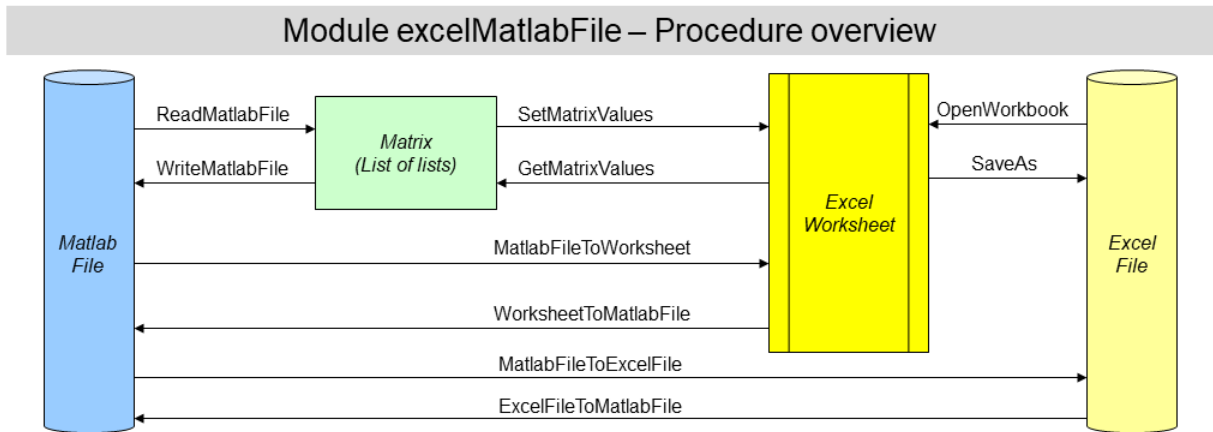 Module excelMatlabFile – Procedure overview
ReadMatlabFile
SetMatrixValues
OpenWorkbook
Matrix
(List of lists)
WriteMatlabFile
GetMatrixValues
SaveAs
Excel
Worksheet
Matlab
File
MatlabFileToWorksheet
Excel
File
WorksheetToMatlabFile
MatlabFileToExcelFile
ExcelFileToMatlabFile